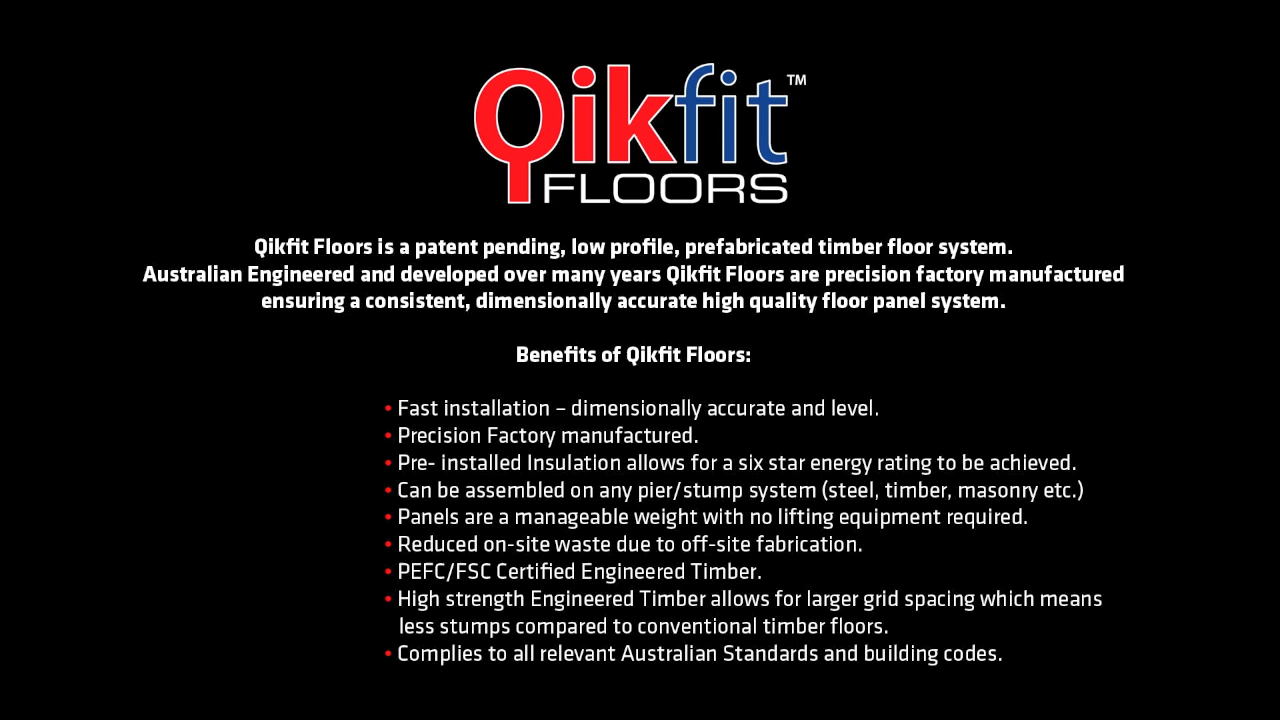 Qikfit™
FLOORS
Qikfit Floors is a patent pending, low profile, prefabricated timber floor system.
Australian Engineered and developed over many years Qikfit Floors are precision factory manufactured
ensuring a consistent, dimensionally accurate high quality floor panel system.
Benefits of Qikfit Floors:
• Fast installation – dimensionally accurate and level.
• Precision Factory manufactured.
• Pre- installed Insulation allows for a six star energy rating to be achieved.
• Can be assembled on any pier/stump system (steel, timber, masonry etc.)
• Panels are a manageable weight with no lifting equipment required.
• Reduced on-site waste due to off-site fabrication.
• PEFC/FSC Certified Engineered Timber.
• High strength Engineered Timber allows for larger grid spacing which means
less stumps compared to conventional timber floors.
• Complies to all relevant Australian Standards and building codes.